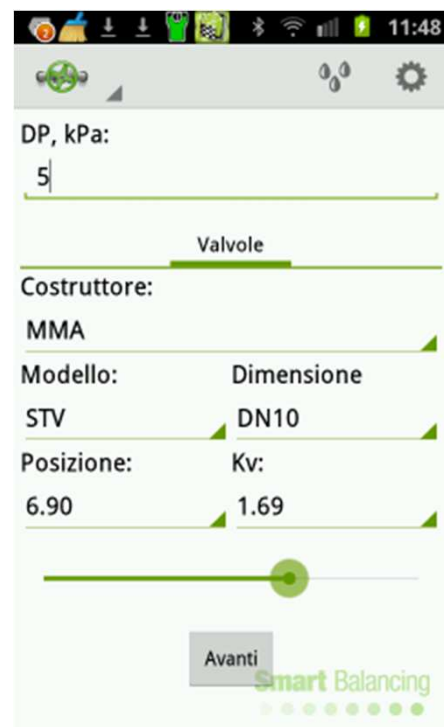 2
11:48
DP, kPa:
5
Valvole
Costruttore:
MMA
Modello: Dimensione
STV DN10
Posizione: Kv:
6.90 1.69
Avanti
Smart Balancing